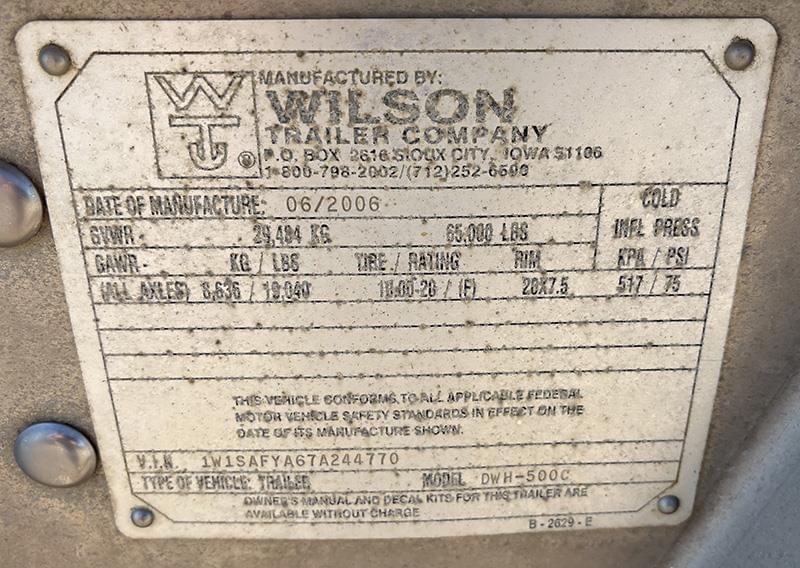 WT
MANUFACTURED BY:
WILSON
®
TRAILER COMPANY
P.O. BOX 2616 SIOUX CITY, IOWA 51106
1-800-798-2002/(712)252-6500
DATE OF MANUFACTURE: 06/2006
COLD
GVWR - 29,484 KG 65,000 LBS
INFL PRESS
GAWR - KG / LBS TIRE / RATING RIM KPA / PSI
(ALL AXLES) 8,636 / 19,040 10.00-20 / (F) 20X7.5 517 / 75
THIS VEHICLE CONFORMS TO ALL APPLICABLE FEDERAL
MOTOR VEHICLE SAFETY STANDARDS IN EFFECT ON THE
DATE OF ITS MANUFACTURE SHOWN.
V.I.N. 1W1SAFYA67A244770
TYPE OF VEHICLE: TRAILER MODEL DWH-500C
OWNER'S MANUAL AND DECAL KITS FOR THIS TRAILER ARE
AVAILABLE WITHOUT CHARGE
B-2629-E